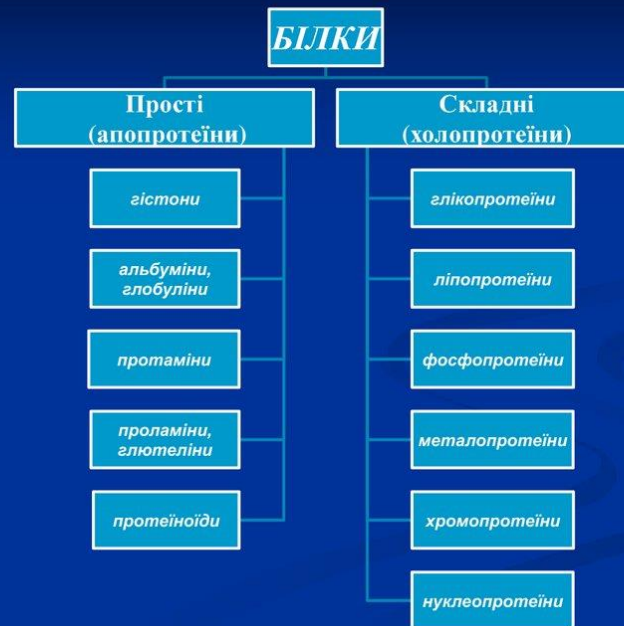 БІЛКИ
Прості
(апопротеїни)
гістони
альбуміни,
глобуліни
протаміни
проламіни,
глютеліни
протеїноїди
Складні
(холопротеїни)
глікопротеїни
ліпопротеїни
фосфопротеїни
металопротеїни
хромопротеїни
нуклеопротеїни